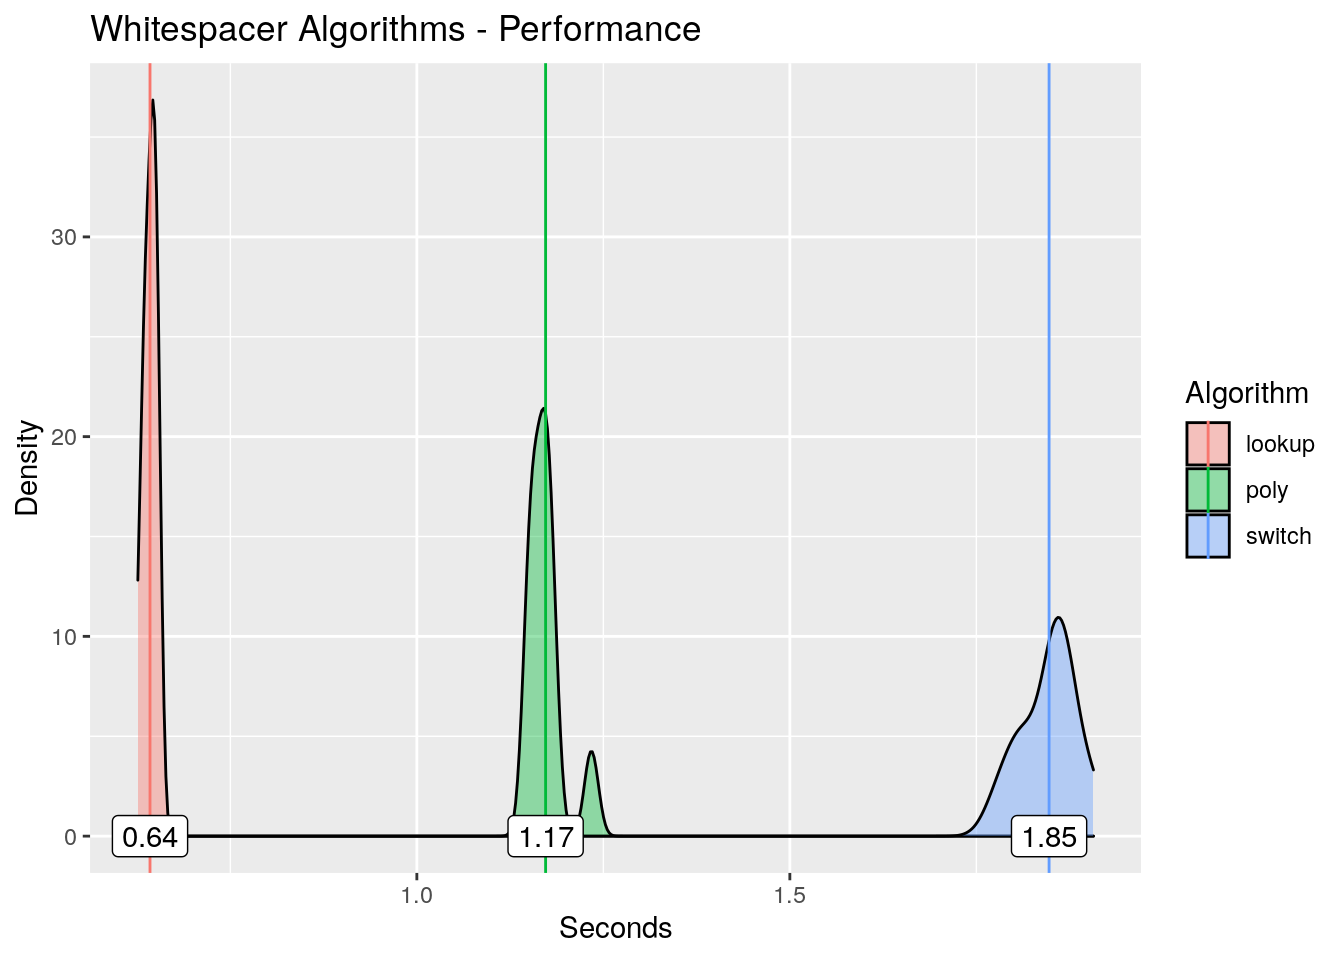 Whitespacer Algorithms - Performance
30
20
10
0
Density
0.64
1.17
1.85
1.0
1.5
Seconds
Algorithm
lookup
poly
switch